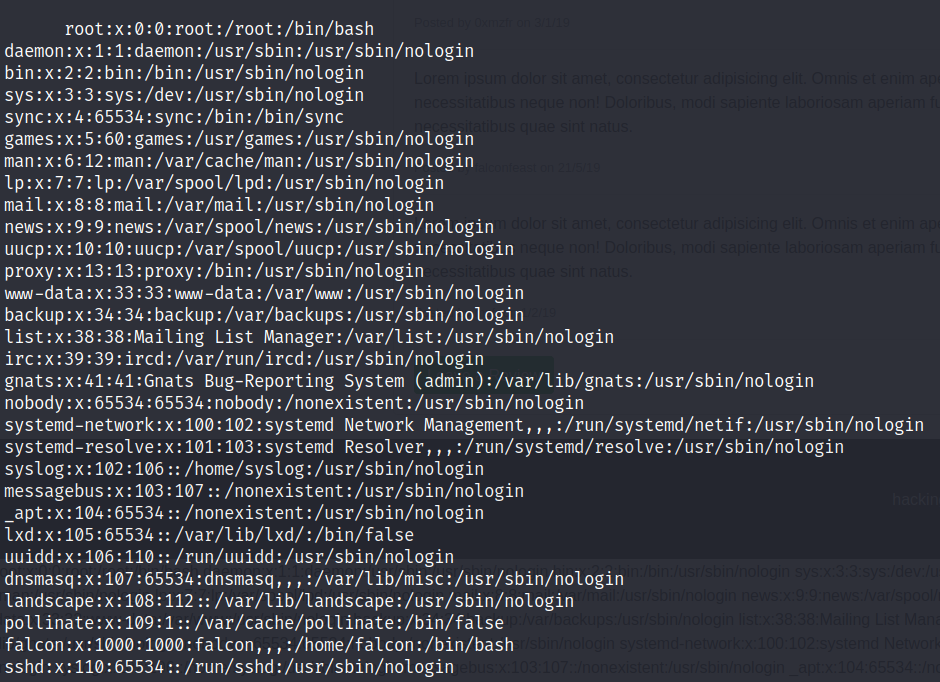 root:x:0:0:root:/root:/bin/bash
daemon:x:1:1:daemon:/usr/sbin:/usr/sbin/nologin
bin:x:2:2:bin:/bin:/usr/sbin/nologin
sys:x:3:3:sys:/dev:/usr/sbin/nologin
sync:x:4:65534:sync:/bin:/bin/sync
games:x:5:60:games:/usr/games:/usr/sbin/nologin
man:x:6:12:man:/var/cache/man:/usr/sbin/nologin
lp:x:7:7:lp:/var/spool/lpd:/usr/sbin/nologin
mail:x:8:8:mail:/var/mail:/usr/sbin/nologin
news:x:9:9:news:/var/spool/news:/usr/sbin/nologin
uucp:x:10:10:uucp:/var/spool/uucp:/usr/sbin/nologin
proxy:x:13:13:proxy:/bin:/usr/sbin/nologin
www-data:x:33:33:www-data:/var/www:/usr/sbin/nologin
backup:x:34:34:backup:/var/backups:/usr/sbin/nologin
list:x:38:38:Mailing List Manager:/var/list:/usr/sbin/nologin
irc:x:39:39:ircd:/var/run/ircd:/usr/sbin/nologin
gnats:x:41:41:Gnats Bug-Reporting System (admin):/var/lib/gnats:/usr/sbin/nologin
nobody:x:65534:65534:nobody:/nonexistent:/usr/sbin/nologin
systemd-network:x:100:102:systemd Network Management,,,:/run/systemd/netif:/usr/sbin/nologin
systemd-resolve:x:101:103:systemd Resolver,,,:/run/systemd/resolve:/usr/sbin/nologin
syslog:x:102:106::/home/syslog:/usr/sbin/nologin
messagebus:x:103:107::/nonexistent:/usr/sbin/nologin
_apt:x:104:65534::/nonexistent:/usr/sbin/nologin
lxd:x:105:65534::/var/lib/lxd/:/bin/false
uuidd:x:106:110::/run/uuidd:/usr/sbin/nologin
dnsmasq:x:107:65534:dnsmasq,,,:/var/lib/misc:/usr/sbin/nologin
landscape:x:108:112::/var/lib/landscape:/usr/sbin/nologin
pollinate:x:109:1::/var/cache/pollinate:/bin/false
falcon:x:1000:1000:falcon,,,:/home/falcon:/bin/bash
sshd:x:110:65534::/run/sshd:/usr/sbin/nologin